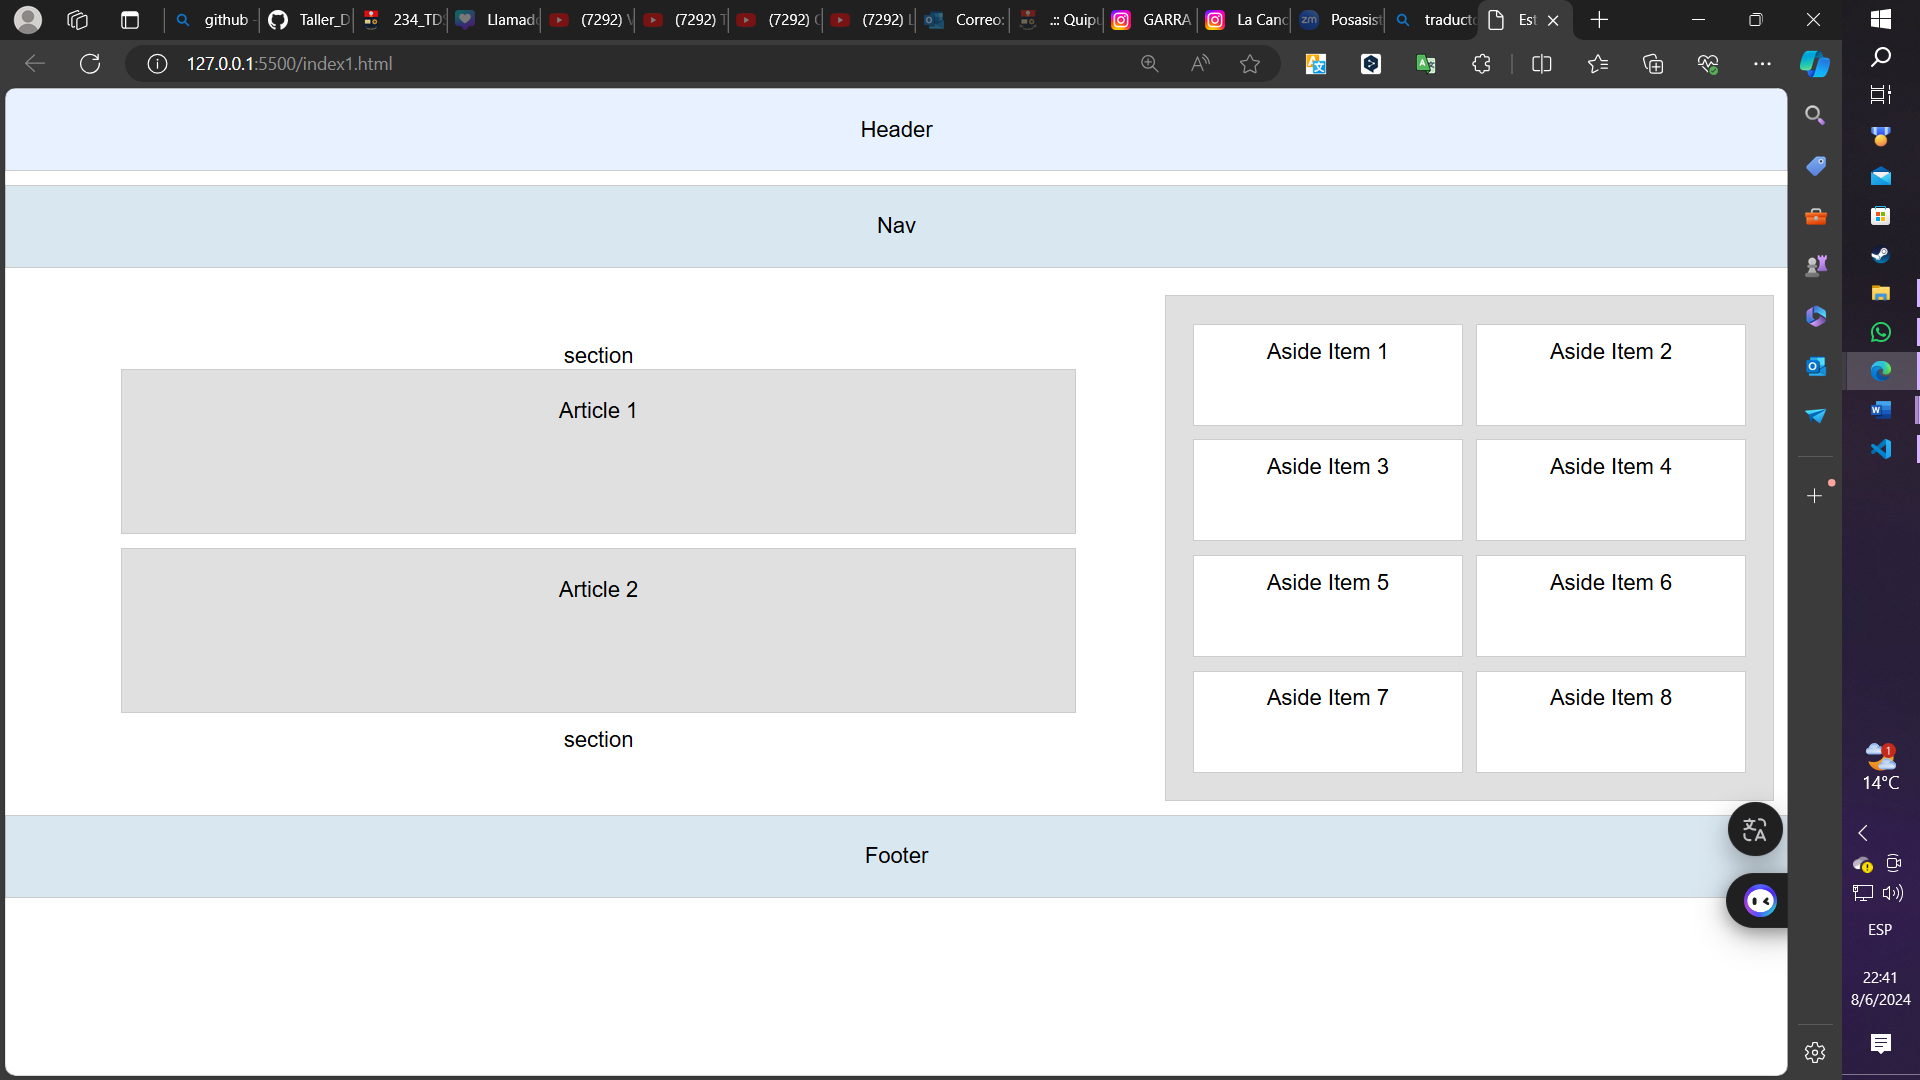 github
Taller_D
234_TD
Llamad
(7292)
(7292)
(7292)
(7292)
Correo:
.:: Quip
GARRA
La Canc
Posasist
traducto
Est
127.0.0.1:5500/index1.html
Header
Nav
section
Article 1
Article 2
section
Aside Item 1
Aside Item 2
Aside Item 3
Aside Item 4
Aside Item 5
Aside Item 6
Aside Item 7
Aside Item 8
Footer
1
14°C
ESP
22:41
8/6/2024